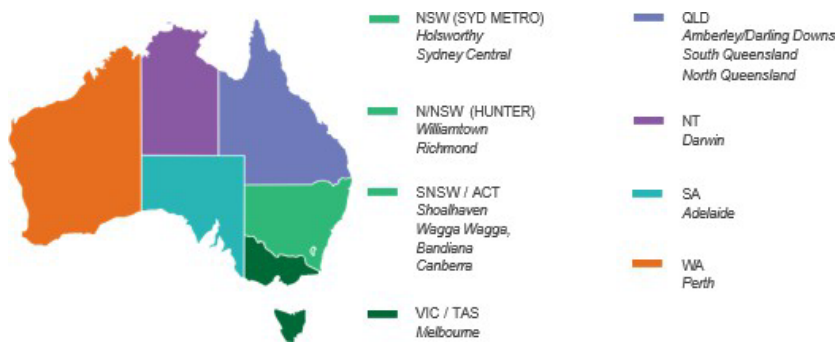 NSW (SYD METRO)
Holsworthy
Sydney Central
N/NSW (HUNTER)
Williamtown
Richmond
SNSW / ACT
Shoalhaven
Wagga Wagga,
Bandiana
Canberra
VIC / TAS
Melbourne
QLD
Amberley/Darling Downs
South Queensland
North Queensland
NT
Darwin
SA
Adelaide
WA
Perth